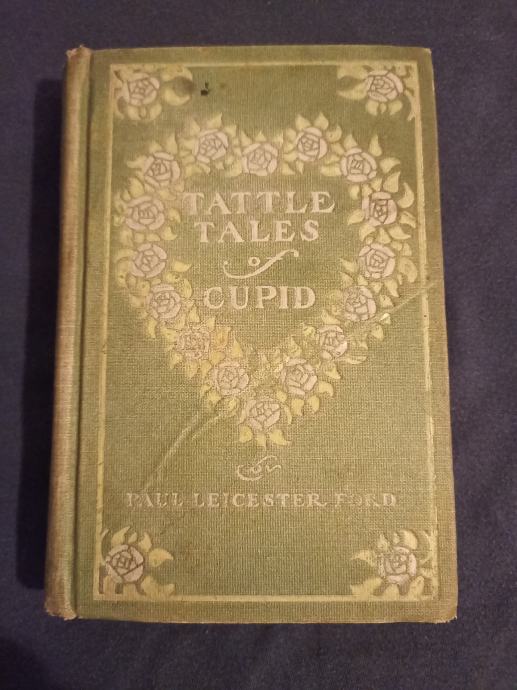 TATTLE
TALES
of
CUPID
PAUL LEICESTER FORD